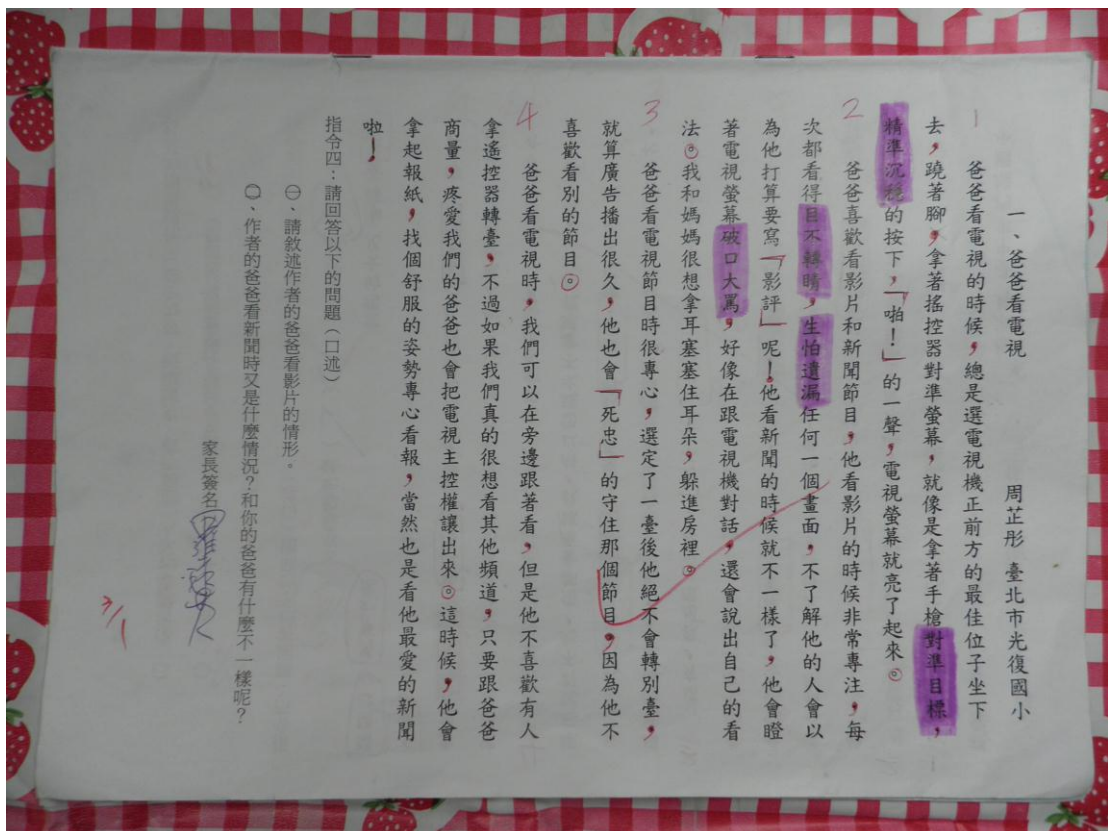 一、爸爸看電視
周芷彤 臺北市光復國小
1
爸爸看電視的時候，總是選電視機正前方的最佳位子坐下
去，蹺著腳，拿著搖控器對準螢幕，就像是拿著手槍對準目標，
精準沉穩的按下，「啪！」的一聲，電視螢幕就亮了起來。
2
爸爸喜歡看影片和新聞節目，他看影片的時候非常專注，每
次都看得目不轉睛，生怕遺漏任何一個畫面，不了解他的人會以
為他打算要寫「影評」呢！他看新聞的時候就不一樣了，他會瞪
著電視螢幕破口大罵，好像在跟電視機對話，還會說出自己的看
法。我和媽媽很想拿耳塞塞住耳朵，躲進房裡。
3
爸爸看電視節目時很專心，選定了一臺後他絕不會轉別臺，
就算廣告播出很久，他也會「死忠」的守住那個節目，因為他不
喜歡看別的節目。
4
爸爸看電視時，我們可以在旁邊跟著看，但是他不喜歡有人
拿遙控器轉臺，不過如果我們真的很想看其他頻道，只要跟爸爸
商量，疼愛我們的爸爸也會把電視主控權讓出來。這時候，他會
拿起報紙，找個舒服的姿勢專心看報，當然也是看他最愛的新聞
啦！
指令四：請回答以下的問題（口述）
㊀、請敘述作者的爸爸看影片的情形。
㊁、作者的爸爸看新聞時又是什麼情況？和你的爸爸有什麼不一樣呢？
家長簽名
3/1